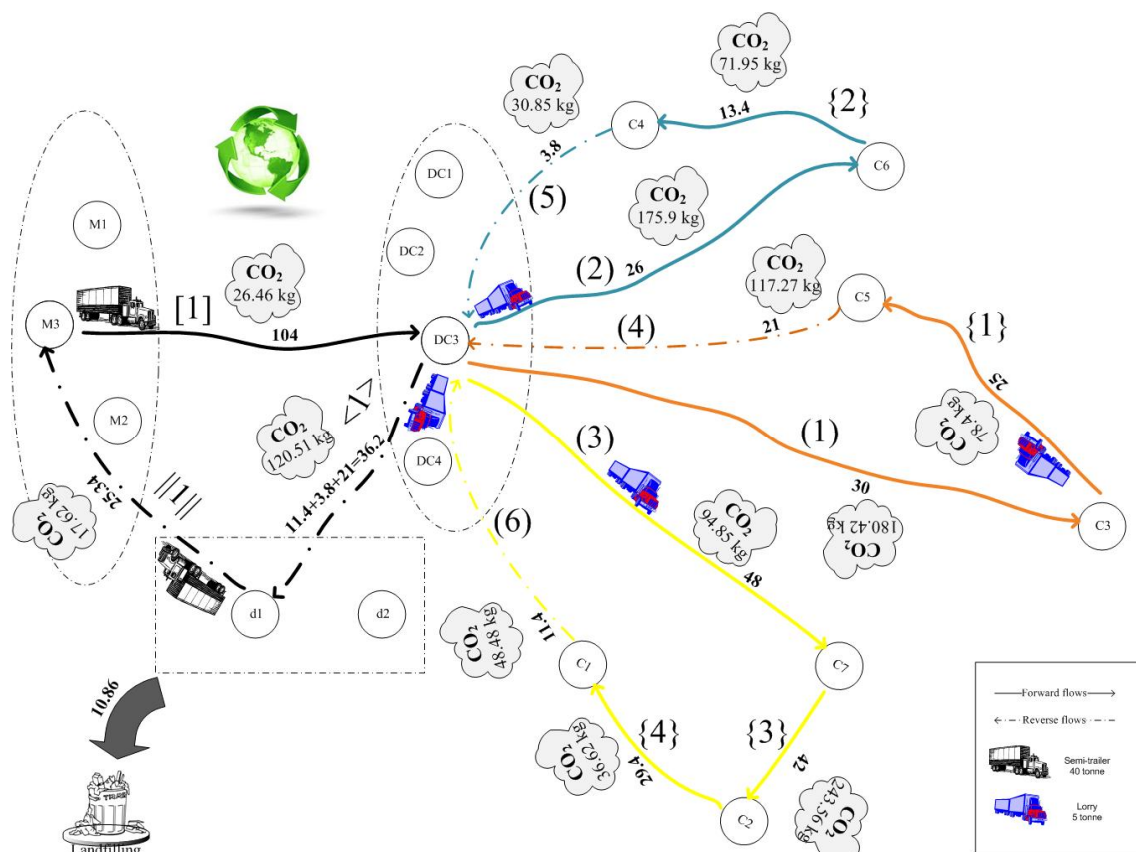 CO₂
71.95 kg
13.4
{2}
CO₂
30.85 kg
C4
3.8
C6
DC1
(5)
CO₂
175.9 kg
M1
DC2
(2)
26
CO₂
26.46 kg
CO₂
117.27 kg
C5
M3
[1]
104
DC3
(4)
21
{1}
25
CO₂
78.4 kg
M2
<1>
CO₂
120.51 kg
11.4+3.8+21=36.2
DC4
(3)
(1)
30
CO₂
180.42 kg
C3
25.34
||1||
CO₂
17.62 kg
(6)
CO₂
94.85 kg
48
d1
d2
11.4
CO₂
48.48 kg
C1
C7
10.86
{4}
29.4
CO₂
36.62 kg
{3}
42
C2
CO₂
243.56 kg
Forward flows
Reverse flows
Semi-trailer
40 tonne
Lorry
5 tonne
TRASH
Landfilling